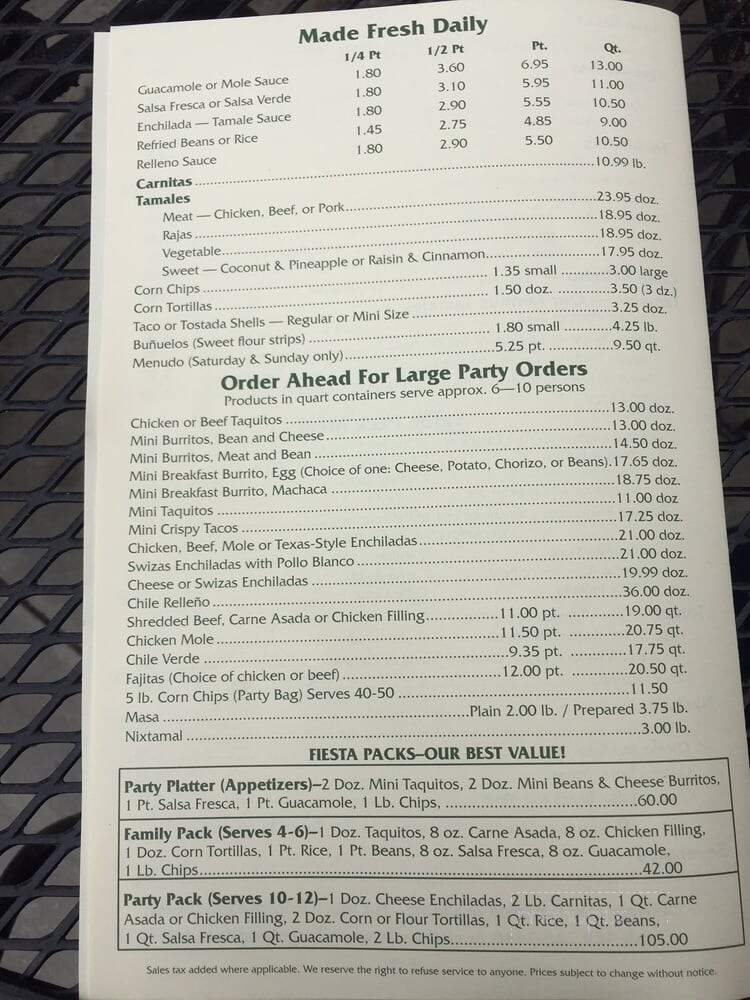 Made Fresh Daily
1/4 Pt 1/2 Pt Pt. Qt.
Guacamole or Mole Sauce 1.80 3.60 6.95 13.00
Salsa Fresca or Salsa Verde 1.80 3.10 5.95 11.00
Enchilada — Tamale Sauce 1.80 2.90 5.55 10.50
Refried Beans or Rice 1.45 2.75 4.85 9.00
Relleno Sauce 1.80 2.90 5.50 10.50
Carnitas ..........10.99 lb.
Tamales
Meat — Chicken, Beef, or Pork..........23.95 doz.
Rajas ..........18.95 doz.
Vegetable..........18.95 doz.
Sweet — Coconut & Pineapple or Raisin & Cinnamon..........17.95 doz.
Corn Chips .......... 1.35 small ..........3.00 large
Corn Tortillas .......... 1.50 doz. ..........3.50 (3 dz.)
Taco or Tostada Shells — Regular or Mini Size ..........3.25 doz.
Buñuelos (Sweet flour strips) .......... 1.80 small ..........4.25 lb.
Menudo (Saturday & Sunday only)..........5.25 pt. ..........9.50 qt.
Order Ahead For Large Party Orders
Products in quart containers serve approx. 6—10 persons
Chicken or Beef Taquitos ..........13.00 doz.
Mini Burritos, Bean and Cheese..........13.00 doz.
Mini Burritos, Meat and Bean ..........14.50 doz.
Mini Breakfast Burrito, Egg (Choice of one: Cheese, Potato, Chorizo, or Beans).17.65 doz.
Mini Breakfast Burrito, Machaca ..........18.75 doz.
Mini Taquitos ..........11.00 doz
Mini Crispy Tacos ..........17.25 doz.
Chicken, Beef, Mole or Texas-Style Enchiladas..........21.00 doz.
Swizas Enchiladas with Pollo Blanco ..........21.00 doz.
Cheese or Swizas Enchiladas ..........19.99 doz.
Chile Relleño ..........36.00 doz.
Shredded Beef, Carne Asada or Chicken Filling..........11.00 pt. ..........19.00 qt.
Chicken Mole..........11.50 pt. ..........20.75 qt.
Chile Verde ..........9.35 pt. ..........17.75 qt.
Fajitas (Choice of chicken or beef) ..........12.00 pt. ..........20.50 qt.
5 lb. Corn Chips (Party Bag) Serves 40-50 ..........11.50
Masa ..........Plain 2.00 lb. / Prepared 3.75 lb.
Nixtamal ..........3.00 lb.
FIESTA PACKS–OUR BEST VALUE!
Party Platter (Appetizers)–2 Doz. Mini Taquitos, 2 Doz. Mini Beans & Cheese Burritos,
1 Pt. Salsa Fresca, 1 Pt. Guacamole, 1 Lb. Chips, ..........60.00
Family Pack (Serves 4-6)–1 Doz. Taquitos, 8 oz. Carne Asada, 8 oz. Chicken Filling,
1 Doz. Corn Tortillas, 1 Pt. Rice, 1 Pt. Beans, 8 oz. Salsa Fresca, 8 oz. Guacamole,
1 Lb. Chips..........42.00
Party Pack (Serves 10-12)–1 Doz. Cheese Enchiladas, 2 Lb. Carnitas, 1 Qt. Carne
Asada or Chicken Filling, 2 Doz. Corn or Flour Tortillas, 1 Qt. Rice, 1 Qt. Beans,
1 Qt. Salsa Fresca, 1 Qt. Guacamole, 2 Lb. Chips..........105.00
Sales tax added where applicable. We reserve the right to refuse service to anyone. Prices subject to change without notice.